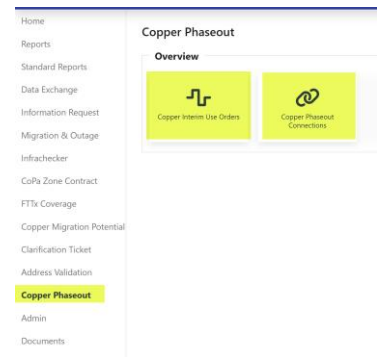 Home
Reports
Standard Reports
Data Exchange
Information Request
Migration & Outage
Infrachecker
CoPa Zone Contract
FTTx Coverage
Copper Migration Potential
Clarification Ticket
Address Validation
Copper Phaseout
Admin
Documents
Copper Phaseout
Overview
Copper Interim Use Orders
Copper Phaseout
Connections